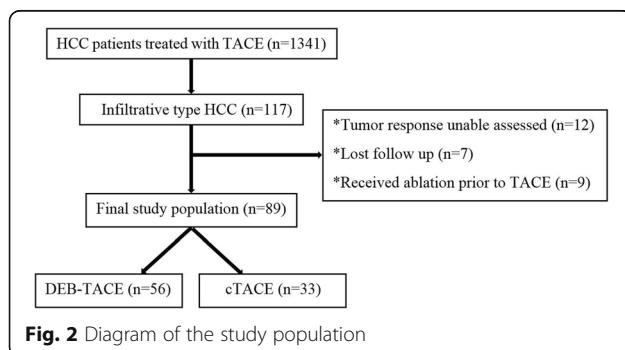 HCC patients treated with TACE (n=1341)
Infiltrative type HCC (n=117)
*Tumor response unable assessed (n=12)
*Lost follow up (n=7)
*Received ablation prior to TACE (n=9)
Final study population (n=89)
DEB-TACE (n=56)
cTACE (n=33)
Fig. 2 Diagram of the study population